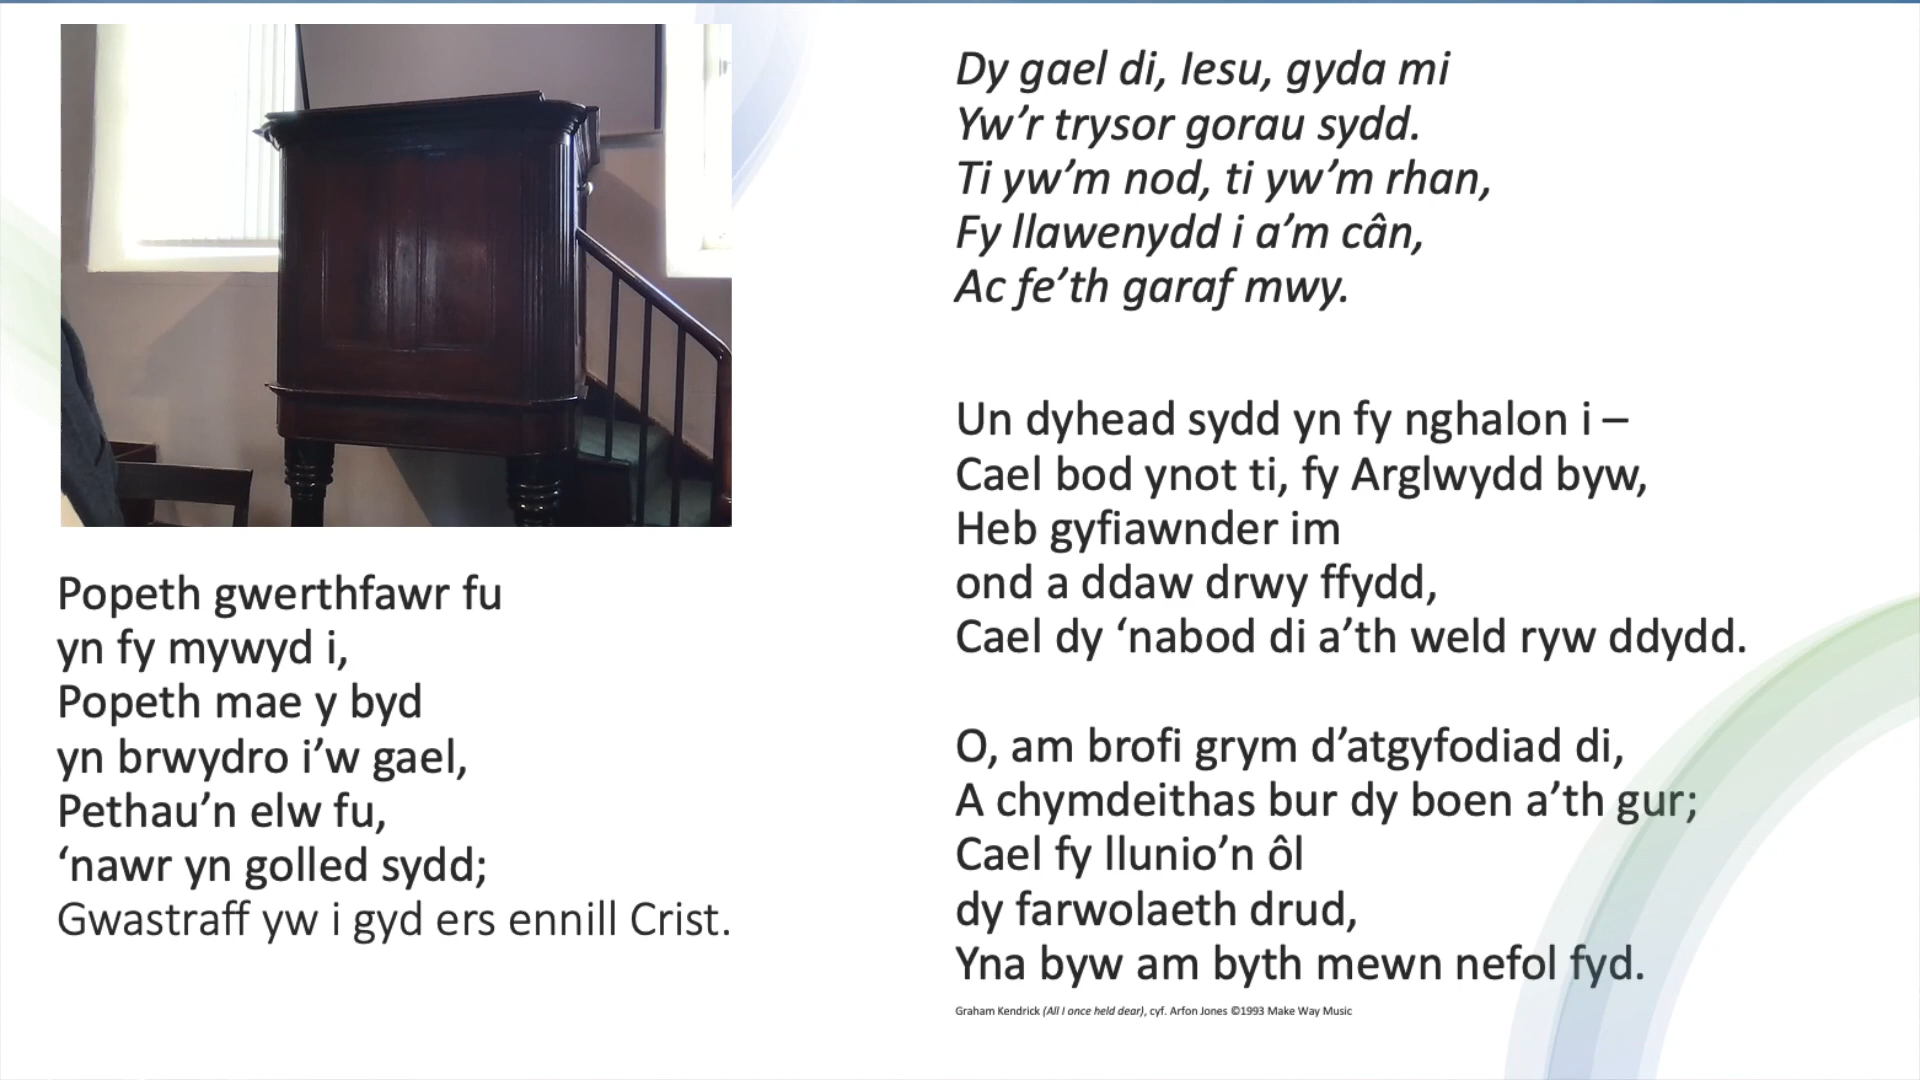 Popeth gwerthfawr fu
yn fy mywyd i,
Popeth mae y byd
yn brwydro i’w gael,
Pethau’n elw fu,
‘nawr yn golled sydd;
Gwastraff yw i gyd ers ennill Crist.
Dy gael di, Iesu, gyda mi
Yw’r trysor gorau sydd.
Ti yw’m nod, ti yw’m rhan,
Fy llawenydd i a’m cân,
Ac fe’th garaf mwy.
Un dyhead sydd yn fy nghalon i –
Cael bod ynot ti, fy Arglwydd byw,
Heb gyfiawnder im
ond a ddaw drwy ffydd,
Cael dy ‘nabod di a’th weld ryw ddydd.
O, am brofi grym d’atgyfodiad di,
A chymdeithas bur dy boen a’th gur;
Cael fy llunio’n ôl
dy farwolaeth drud,
Yna byw am byth mewn nefol fyd.
Graham Kendrick (All I once held dear), cyf. Arfon Jones ©1993 Make Way Music